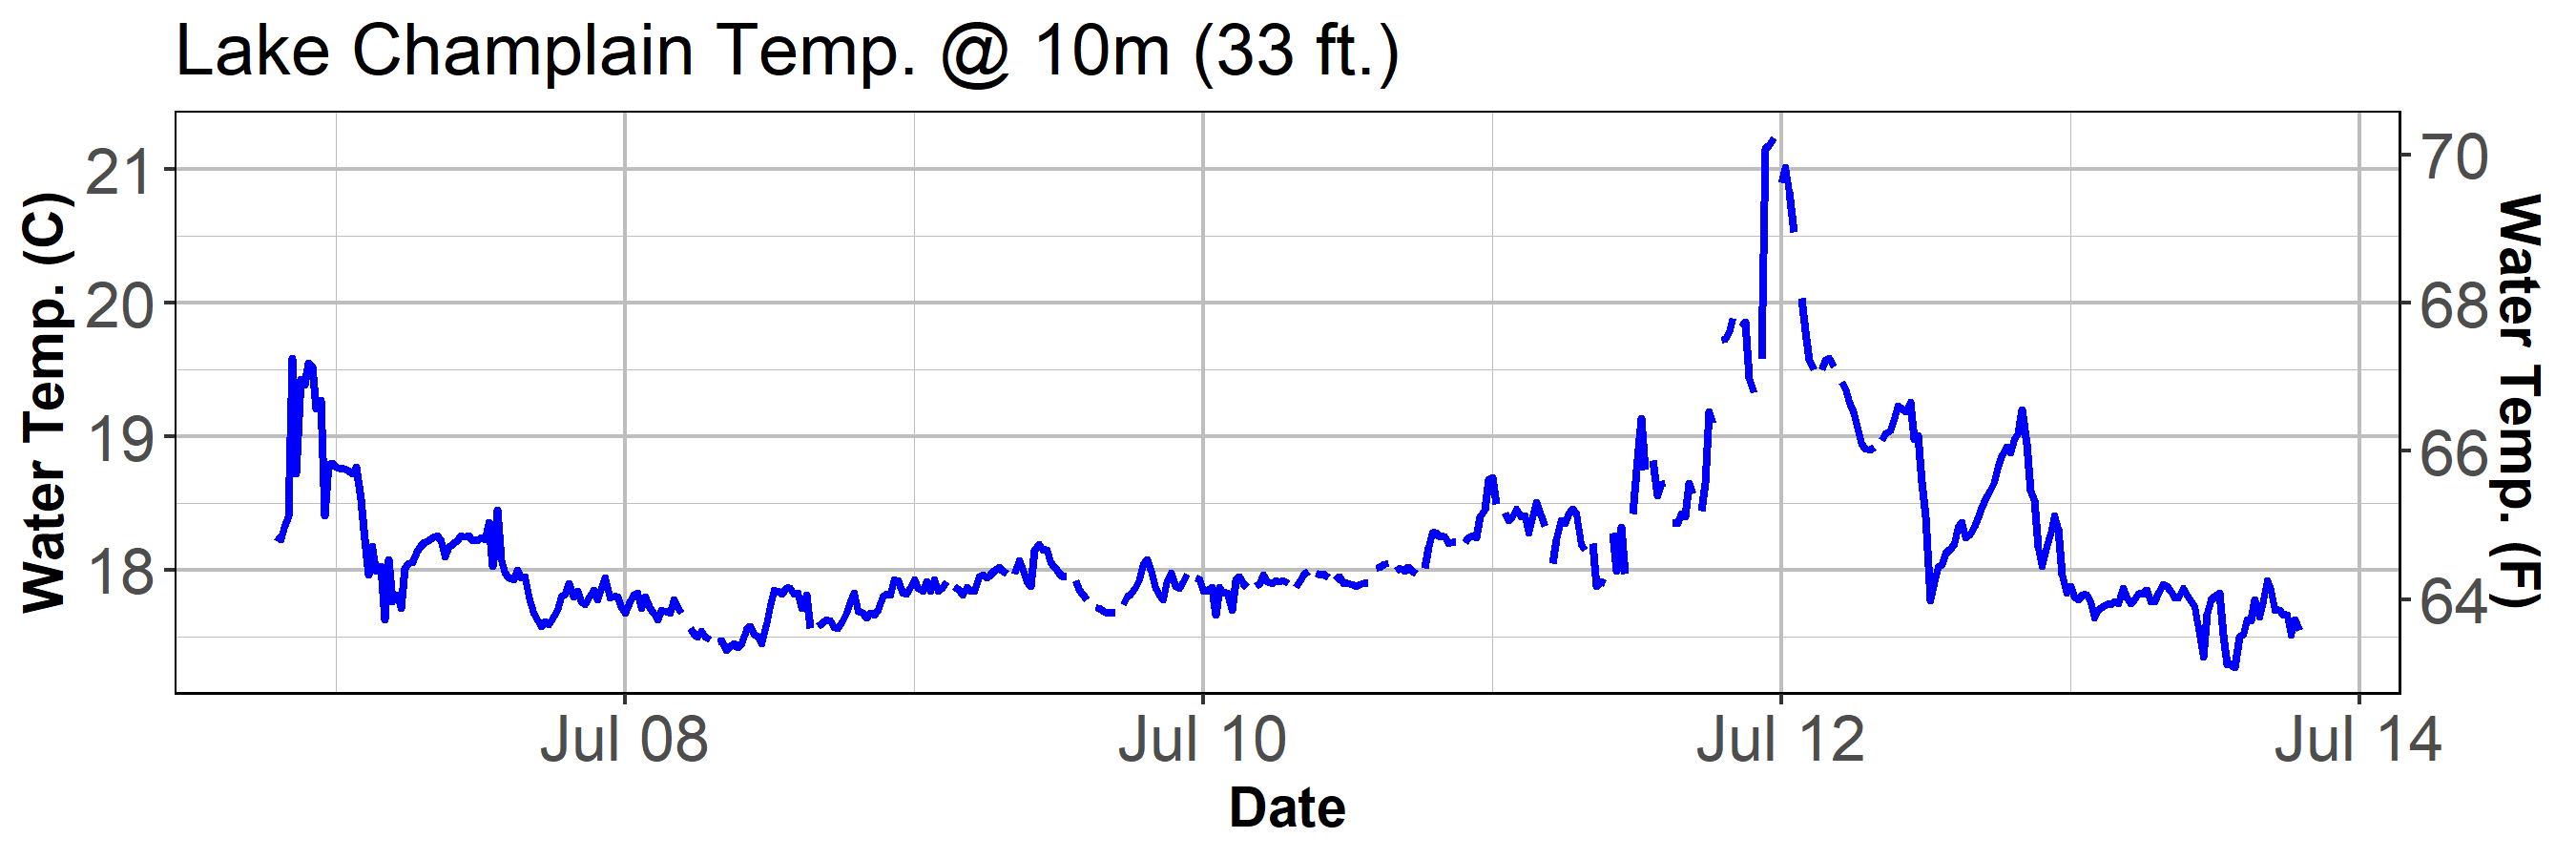 Lake Champlain Temp. @ 10m (33 ft.)
Water Temp. (C)
21
20
19
18
70
68
66
64
Water Temp. (F)
Jul 08
Jul 10
Jul 12
Jul 14
Date